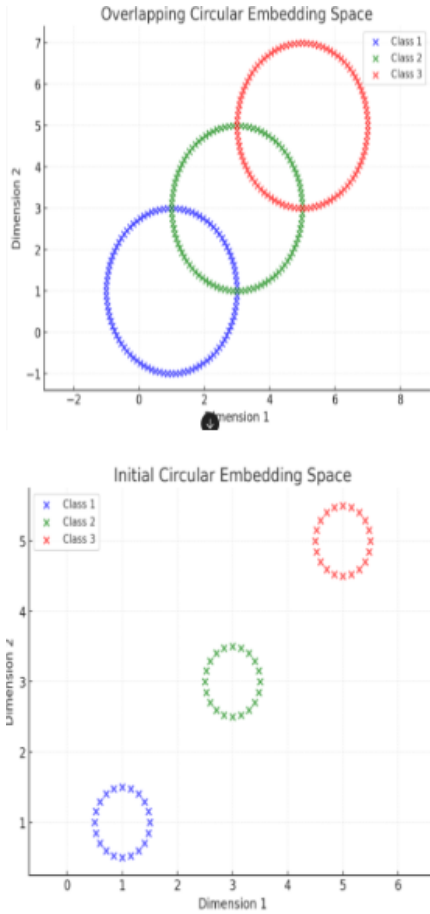 Overlapping Circular Embedding Space
Class 1
Class 2
Class 3
7
6
5
4
3
2
1
0
−1
Dimension 2
−2
0
2
4
6
8
Dimension 1
Initial Circular Embedding Space
Class 1
Class 2
Class 3
5
4
3
2
1
Dimension 2
0
1
2
3
4
5
6
Dimension 1